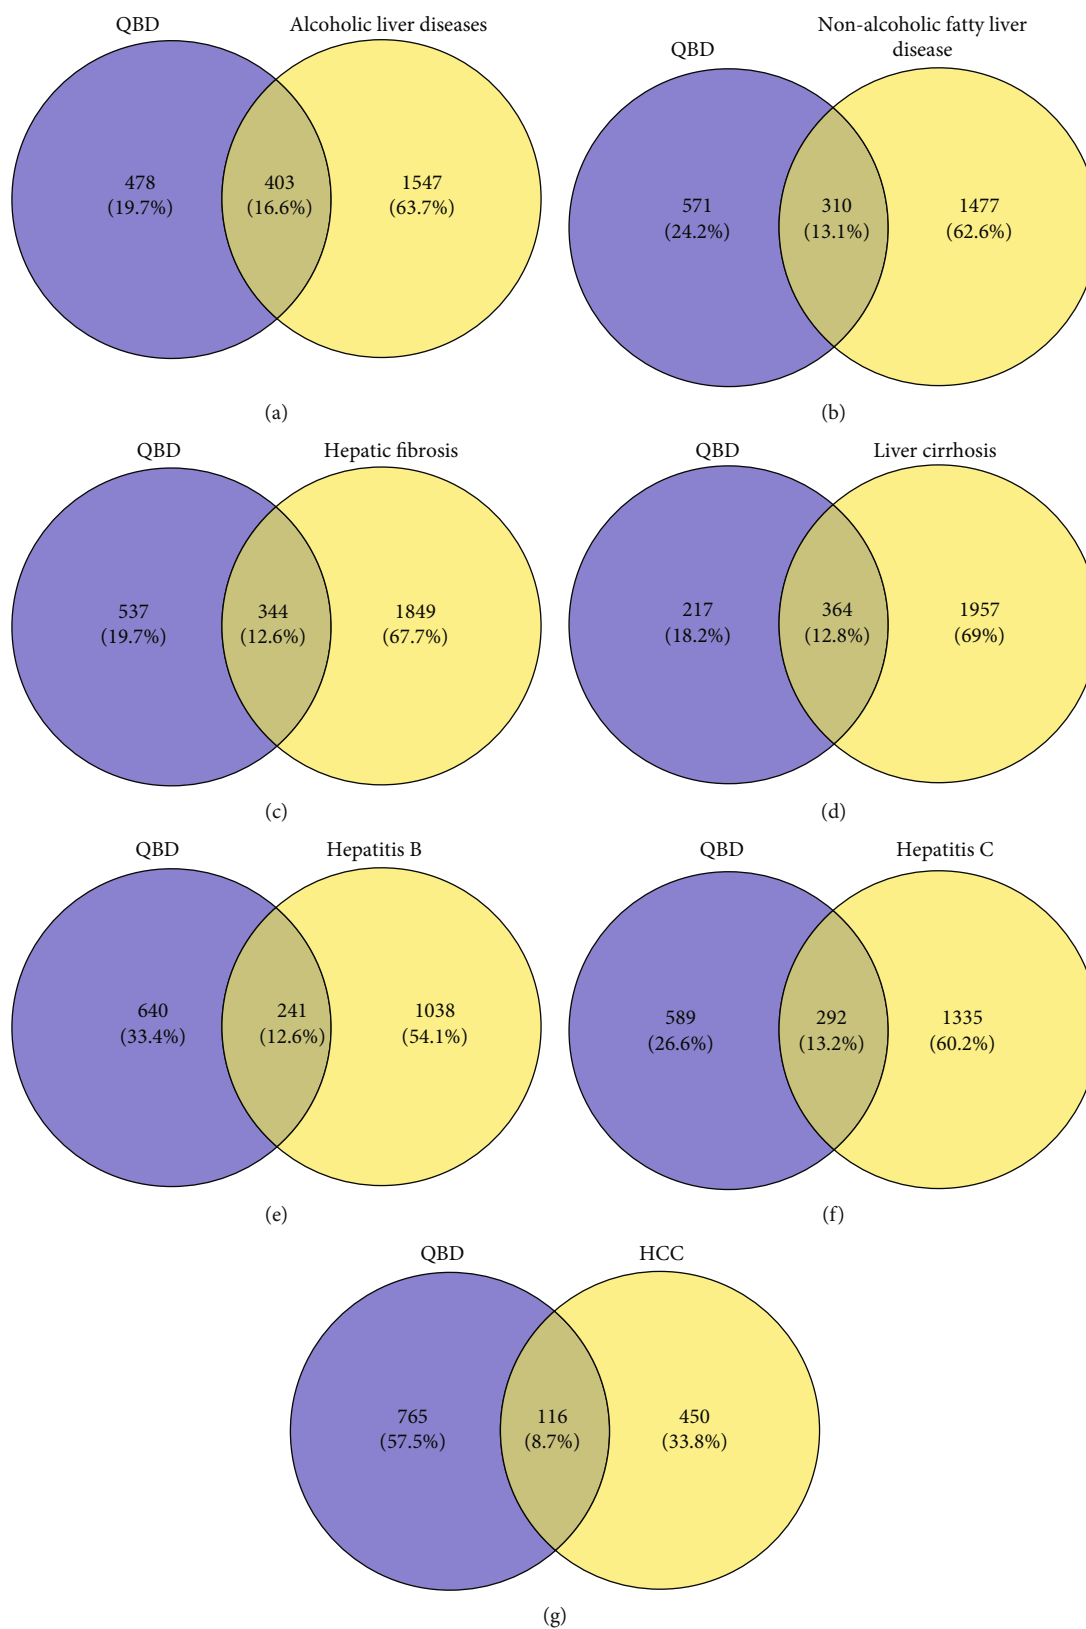 QBD
Alcoholic liver diseases
478
(19.7%)
403
(16.6%)
1547
(63.7%)
(a)
QBD
Non-alcoholic fatty liver
disease
571
(24.2%)
310
(13.1%)
1477
(62.6%)
(b)
QBD
Hepatic fibrosis
537
(19.7%)
344
(12.6%)
1849
(67.7%)
(c)
QBD
Liver cirrhosis
217
(18.2%)
364
(12.8%)
1957
(69%)
(d)
QBD
Hepatitis B
640
(33.4%)
241
(12.6%)
1038
(54.1%)
(e)
QBD
Hepatitis C
589
(26.6%)
292
(13.2%)
1335
(60.2%)
(f)
QBD
HCC
765
(57.5%)
116
(8.7%)
450
(33.8%)
(g)